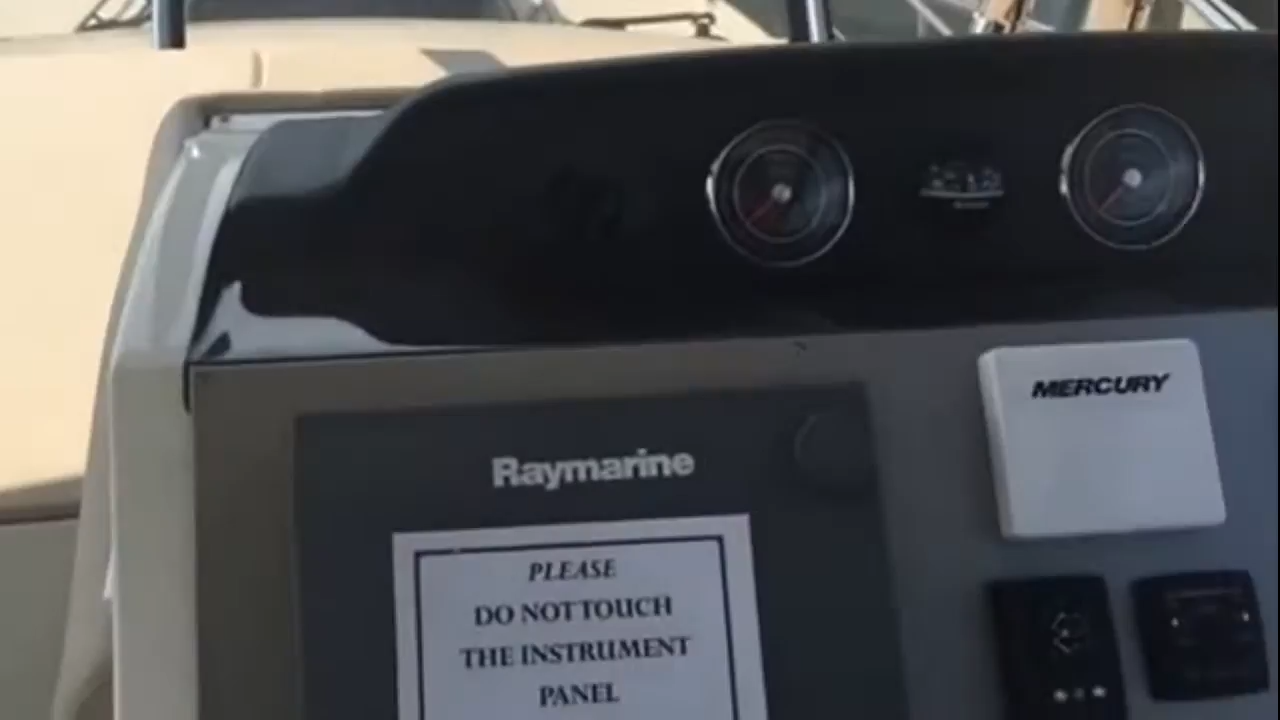 MERCURY
Raymarine
PLEASE
DO NOT TOUCH
THE INSTRUMENT
PANEL